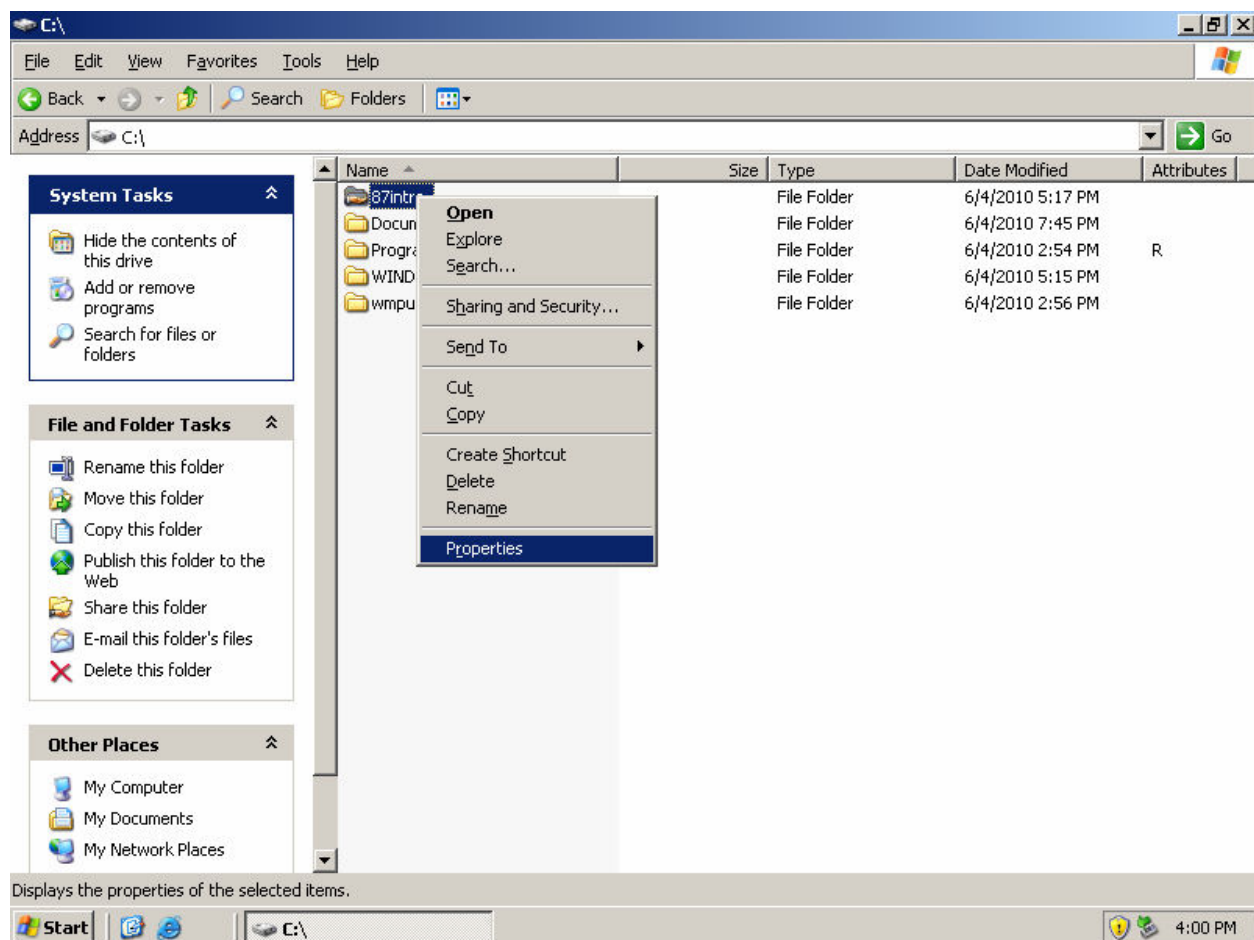 C:\
File Edit View Favorites Tools Help
Back Search Folders
Address C:\ Go
System Tasks
Hide the contents of
this drive
Add or remove
programs
Search for files or
folders
File and Folder Tasks
Rename this folder
Move this folder
Copy this folder
Publish this folder to the
Web
Share this folder
E-mail this folder's files
Delete this folder
Other Places
My Computer
My Documents
My Network Places
Name Size Type Date Modified Attributes
File Folder 6/4/2010 5:17 PM
Docum File Folder 6/4/2010 7:45 PM
Progra File Folder 6/4/2010 2:54 PM R
WIND File Folder 6/4/2010 5:15 PM
wmpu File Folder 6/4/2010 2:56 PM
Open
Explore
Search...
Sharing and Security...
Send To
Cut
Copy
Create Shortcut
Delete
Rename
Properties
Displays the properties of the selected items.
Start C:\ 4:00 PM